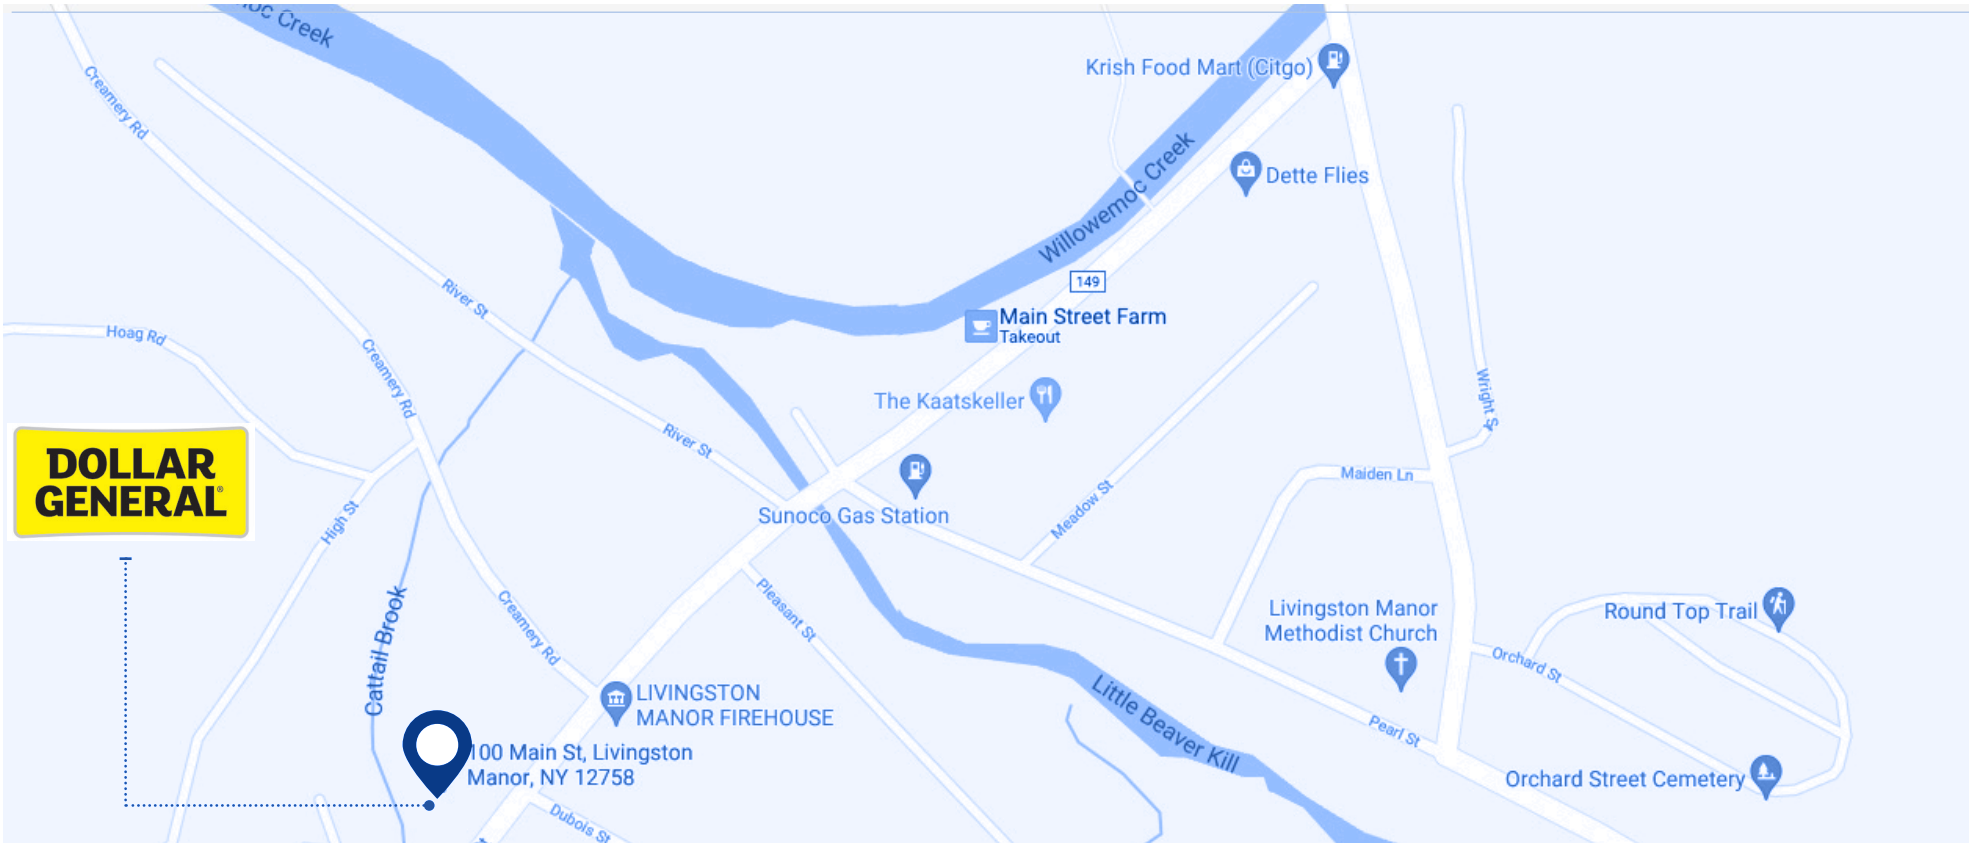 oc Creek
Creamery Rd
Krish Food Mart (Citgo)
Willowemoc Creek
Dette Flies
149
River St
Main Street Farm
Takeout
Hoag Rd
Creamery Rd
The Kaatskeller
Wright St
River St
Maiden Ln
DOLLAR
GENERAL®
High St
Sunoco Gas Station
Meadow St
Pleasant St
Cattail Brook
Creamery Rd
Livingston Manor
Methodist Church
Round Top Trail
Orchard St
LIVINGSTON
MANOR FIREHOUSE
Little Beaver Kill
Pearl St
100 Main St, Livingston
Manor, NY 12758
Orchard Street Cemetery
Dubois St